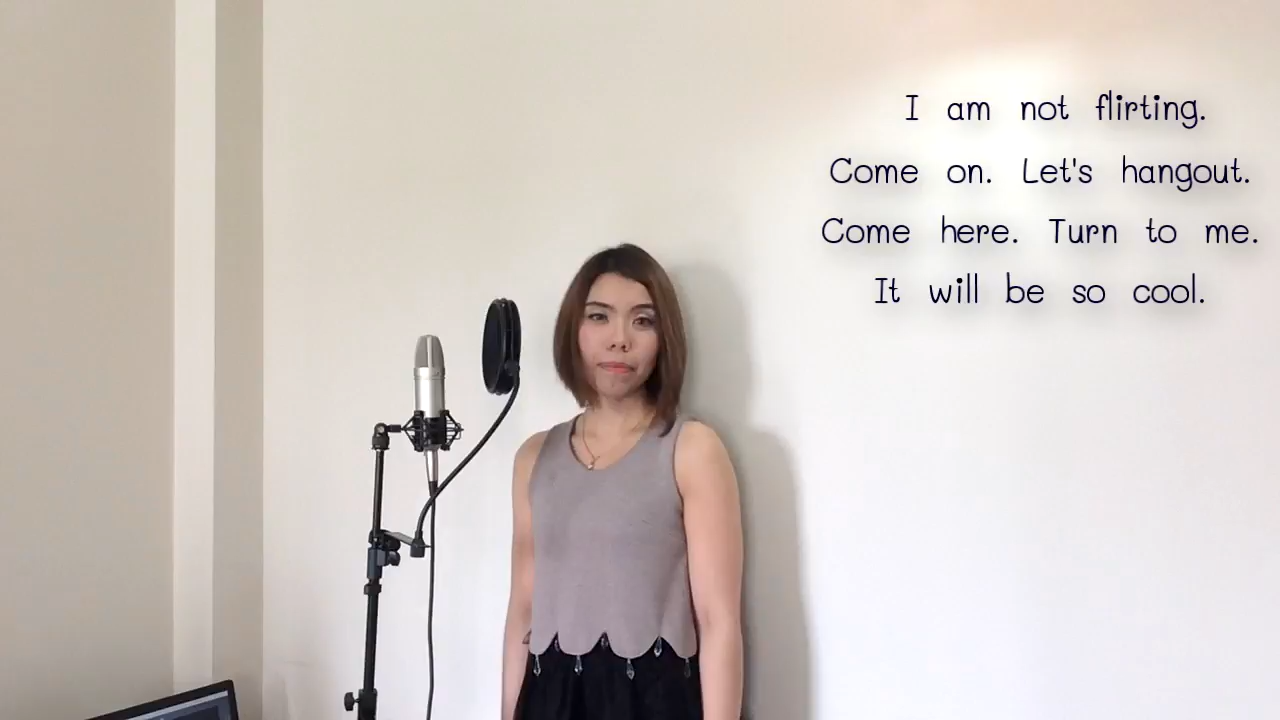 I am not flirting.
Come on. Let's hangout.
Come here. Turn to me.
It will be so cool.